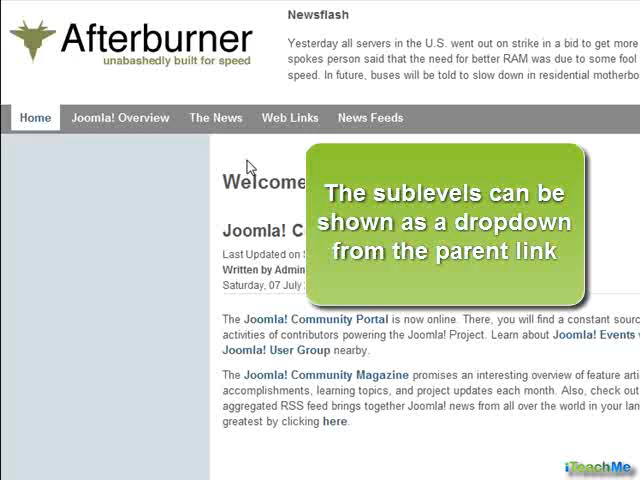 Afterburner
unabashedly built for speed
Newsflash
Yesterday all servers in the U.S. went out on strike in a bid to get more
spokes person said that the need for better RAM was due to some fool
speed. In future, buses will be told to slow down in residential motherbo
Home Joomla! Overview The News Web Links News Feeds
Welcome
The sublevels can be
shown as a dropdown
from the parent link
Joomla! C
Last Updated on S
Written by Admin
Saturday, 07 July
The Joomla! Community Portal is now online. There, you will find a constant sourc
activities of contributors powering the Joomla! Project. Learn about Joomla! Events
Joomla! User Group nearby.
The Joomla! Community Magazine promises an interesting overview of feature arti
accomplishments, learning topics, and project updates each month. Also, check out
aggregated RSS feed brings together Joomla! news from all over the world in your lan
greatest by clicking here.
iTeachMe